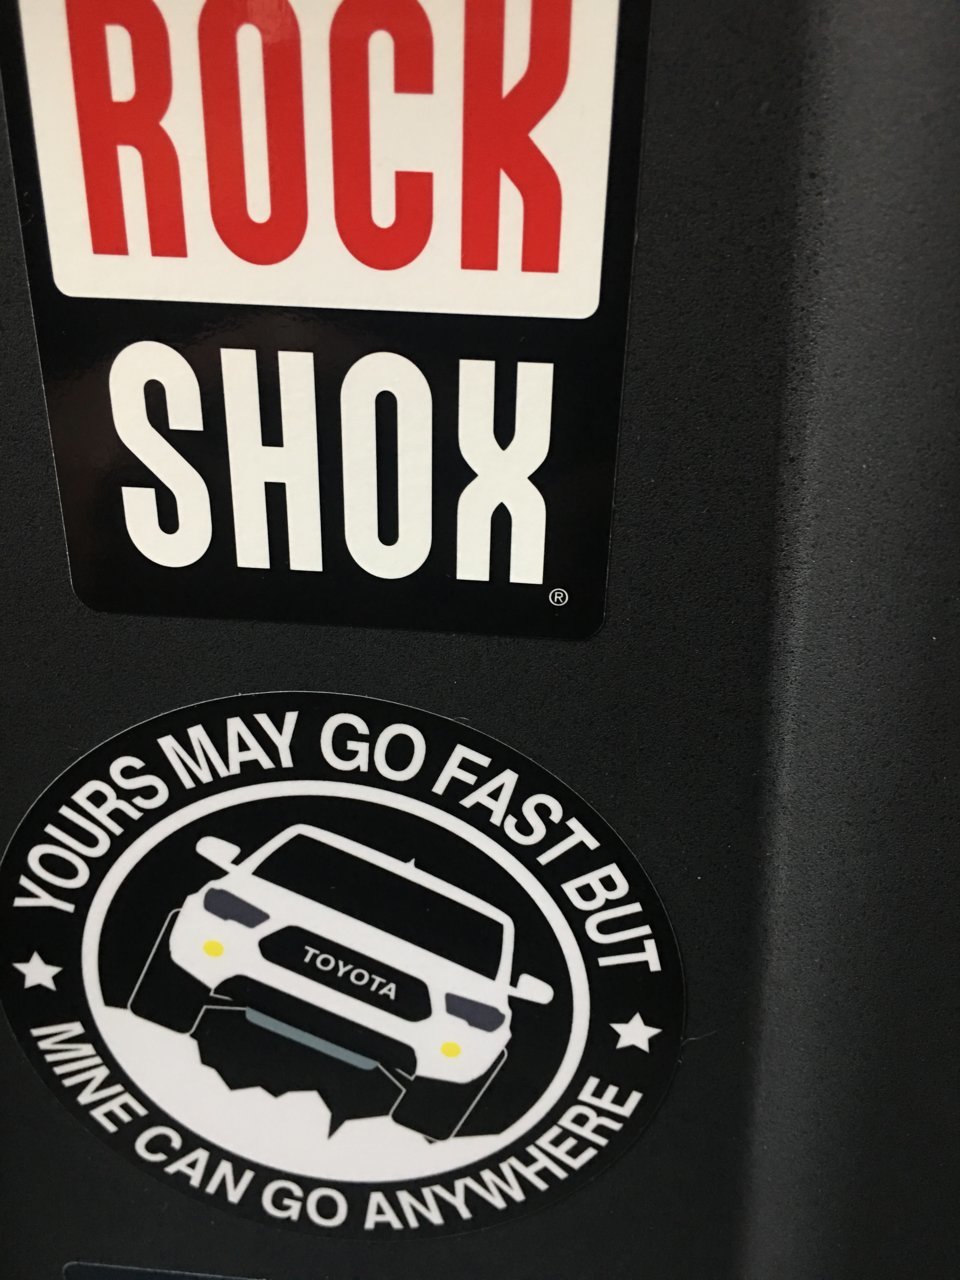 ROCK
SHOX
®
YOURS MAY GO FAST BUT
TOYOTA
MINE CAN GO ANYWHERE